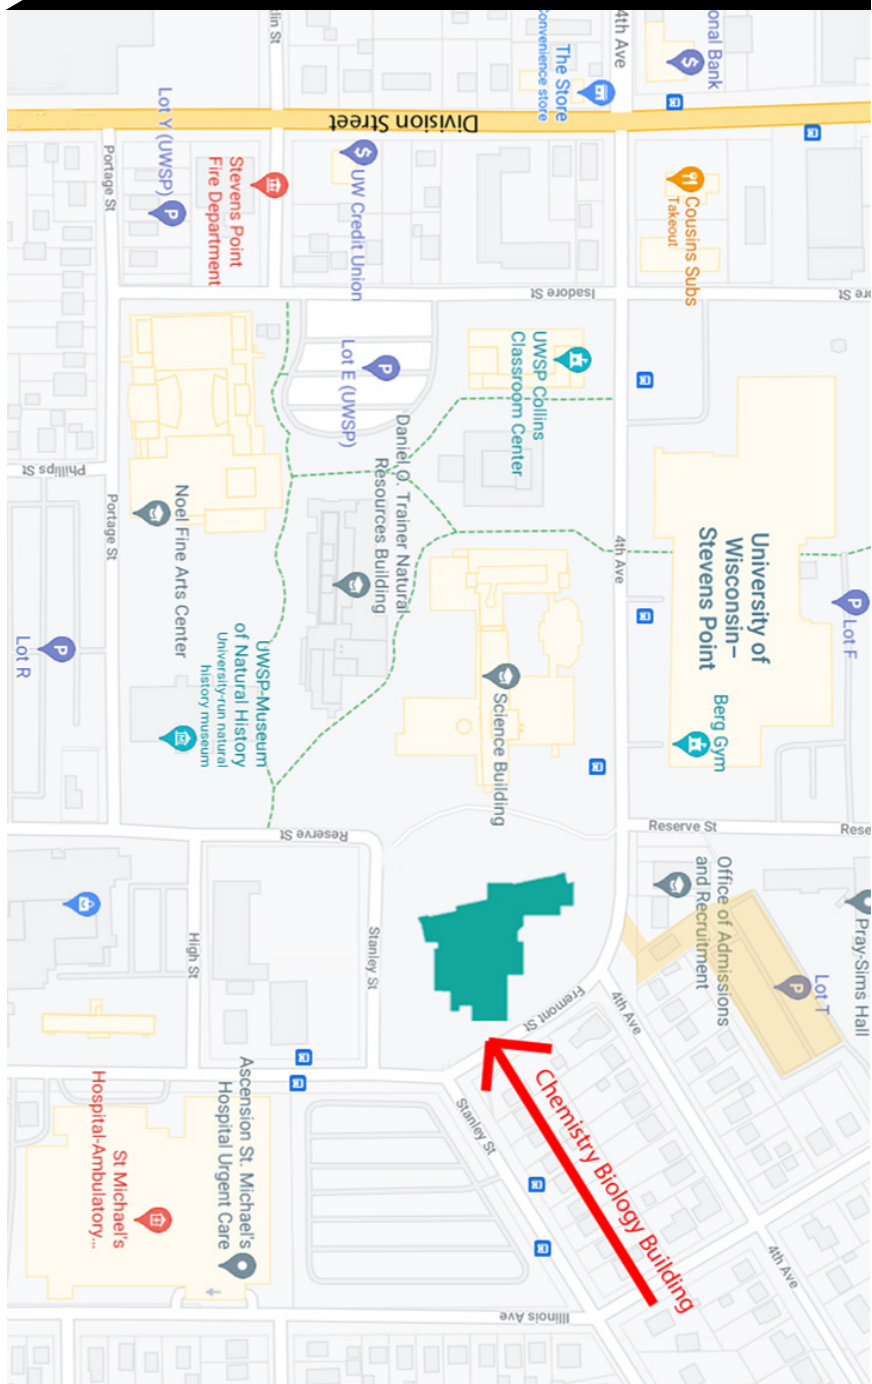 onal Bank
4th Ave
The Store
Convenience store
Division Street
Lot Y (UWSP)
Stevens Point
Fire Department
UW Credit Union
Cousins Subs
Takeout
Portage St
Isadore St
Lot E (UWSP)
UWSP Collins
Classroom Center
Daniel O. Trainer Natural
Resources Building
University of
Wisconsin–
Stevens Point
Lot F
4th Ave
Phillips St
Portage St
Noel Fine Arts Center
Lot R
UWSP-Museum
of Natural History
University-run natural
history museum
Science Building
Berg Gym
Reserve St
Reserve St
Rese
Office of Admissions
and Recruitment
Pray-Sims Hall
Lot T
High St
Stanley St
Fremont St
4th Ave
Chemistry Biology Building
Stanley St
Ascension St. Michael's
Hospital Urgent Care
St Michael's
Hospital-Ambulatory...
4th Ave
Illinois Ave